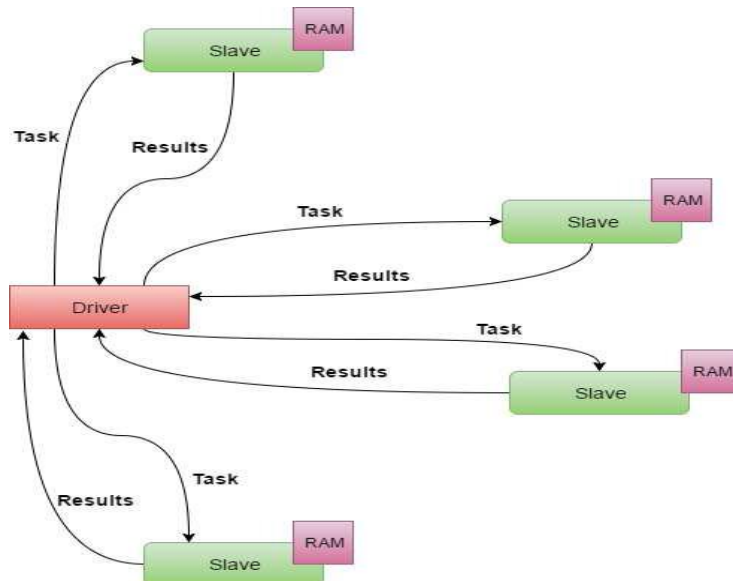 RAM
Slave
Task
Results
RAM
Task
Slave
Results
Driver
Task
Results
RAM
Slave
Task
Results
RAM
Slave